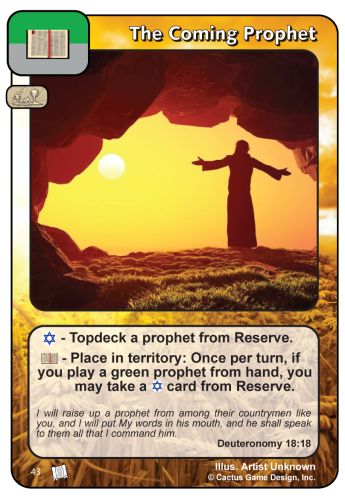 The Coming Prophet
- Topdeck a prophet from Reserve.
- Place in territory: Once per turn, if
you play a green prophet from hand, you
may take a ✡ card from Reserve.
I will raise up a prophet from among their countrymen like
you, and I will put My words in his mouth, and he shall speak
to them all that I command him.
Deuteronomy 18:18
43
Illus. Artist Unknown
© Cactus Game Design, Inc.